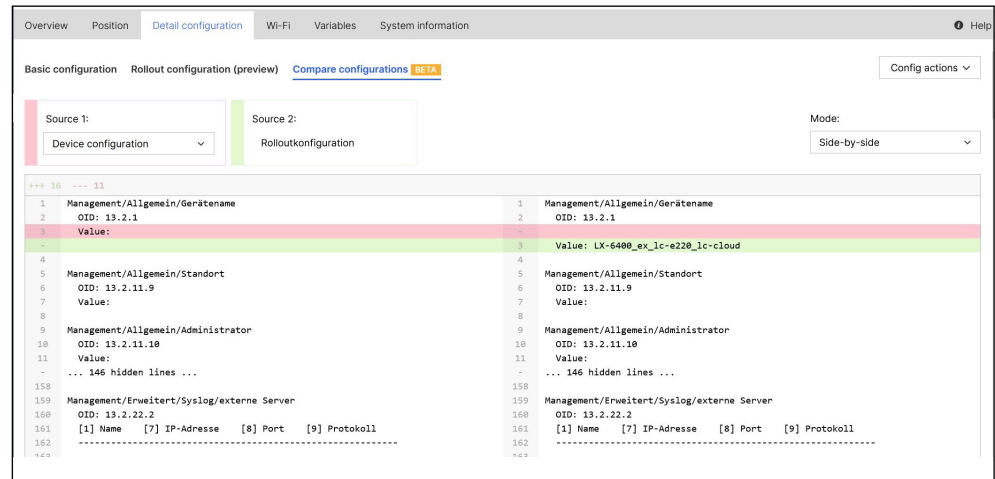 Overview Position Detail configuration Wi-Fi Variables System information Help
Basic configuration Rollout configuration (preview) Compare configurations BETA Config actions
Source 1: Source 2: Mode:
Device configuration Rolloutkonfiguration Side-by-side
+++ 16 --- 11
1 Management/Allgemein/Gerätename 1 Management/Allgemein/Gerätename
2 OID: 13.2.1 2 OID: 13.2.1
3 Value: -
- 3 Value: LX-6400_ex_lc-e220_lc-cloud
4 4
5 Management/Allgemein/Standort 5 Management/Allgemein/Standort
6 OID: 13.2.11.9 6 OID: 13.2.11.9
7 Value: 7 Value:
8 8
9 Management/Allgemein/Administrator 9 Management/Allgemein/Administrator
10 OID: 13.2.11.10 10 OID: 13.2.11.10
11 Value: 11 Value:
- ... 146 hidden lines ... - ... 146 hidden lines ...
158 158
159 Management/Erweitert/Syslog/externe Server 159 Management/Erweitert/Syslog/externe Server
160 OID: 13.2.22.2 160 OID: 13.2.22.2
161 [1] Name [7] IP-Adresse [8] Port [9] Protokoll 161 [1] Name [7] IP-Adresse [8] Port [9] Protokoll
162 ---------------------------------------------------------------- 162 ----------------------------------------------------------------
163 163